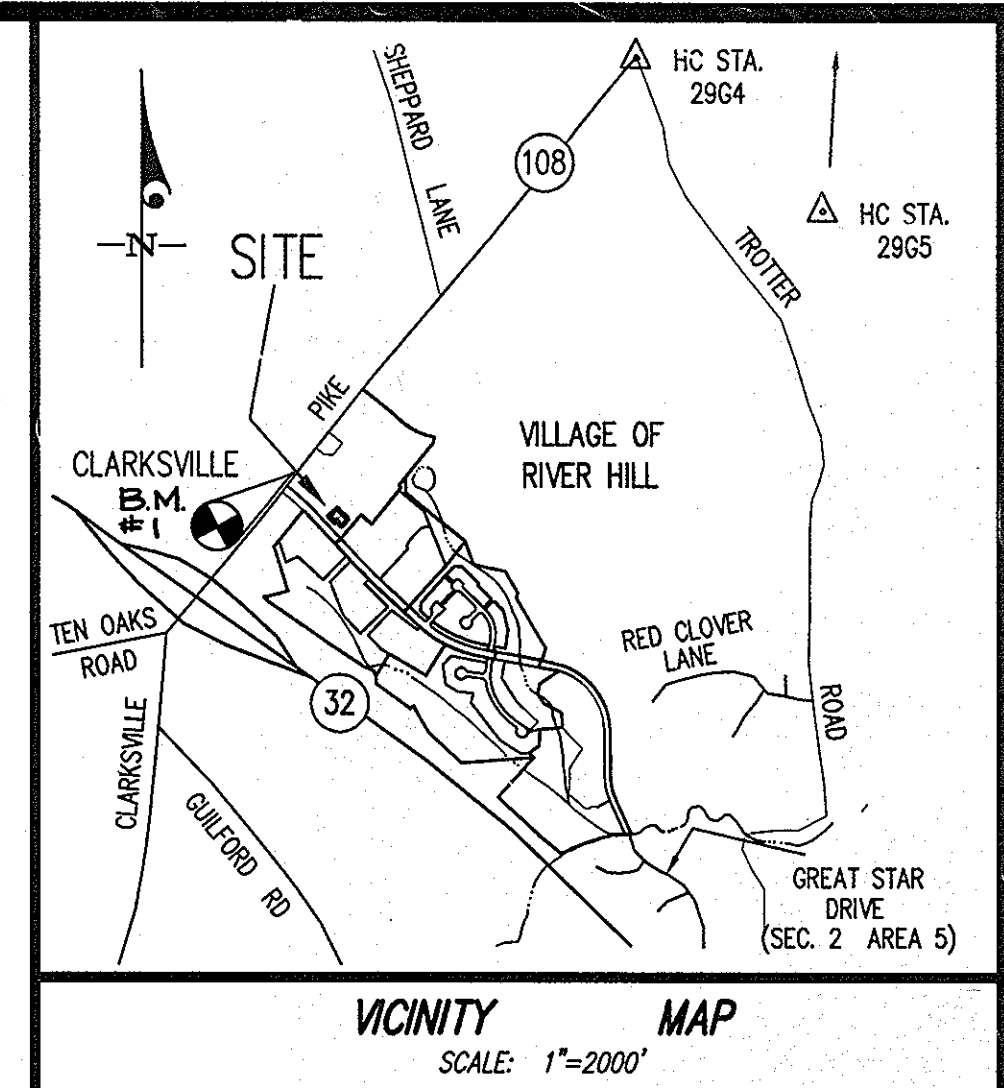 HC STA.
29G4
SHEPPARD LANE
108
HC STA.
29G5
N
SITE
TROTTER
PIKE
VILLAGE OF
RIVER HILL
CLARKSVILLE
B.M.
#1
TEN OAKS
ROAD
RED CLOVER
LANE
32
ROAD
CLARKSVILLE
GUILFORD RD
GREAT STAR
DRIVE
(SEC. 2 AREA 5)
VICINITY MAP
SCALE: 1"=2000'